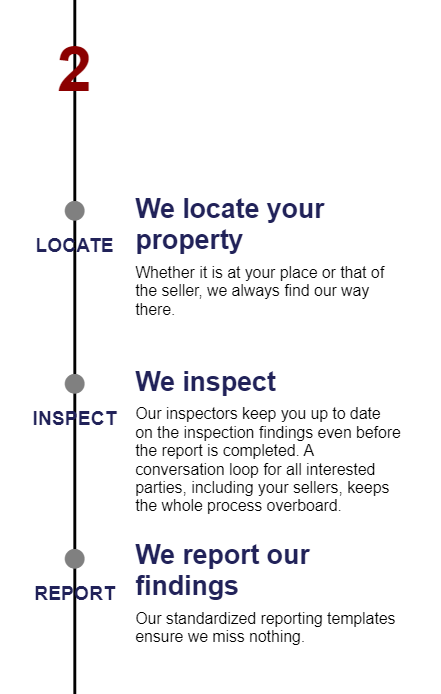 2
LOCATE
We locate your
property
Whether it is at your place or that of
the seller, we always find our way
there.
INSPECT
We inspect
Our inspectors keep you up to date
on the inspection findings even before
the report is completed. A
conversation loop for all interested
parties, including your sellers, keeps
the whole process overboard.
REPORT
We report our
findings
Our standardized reporting templates
ensure we miss nothing.